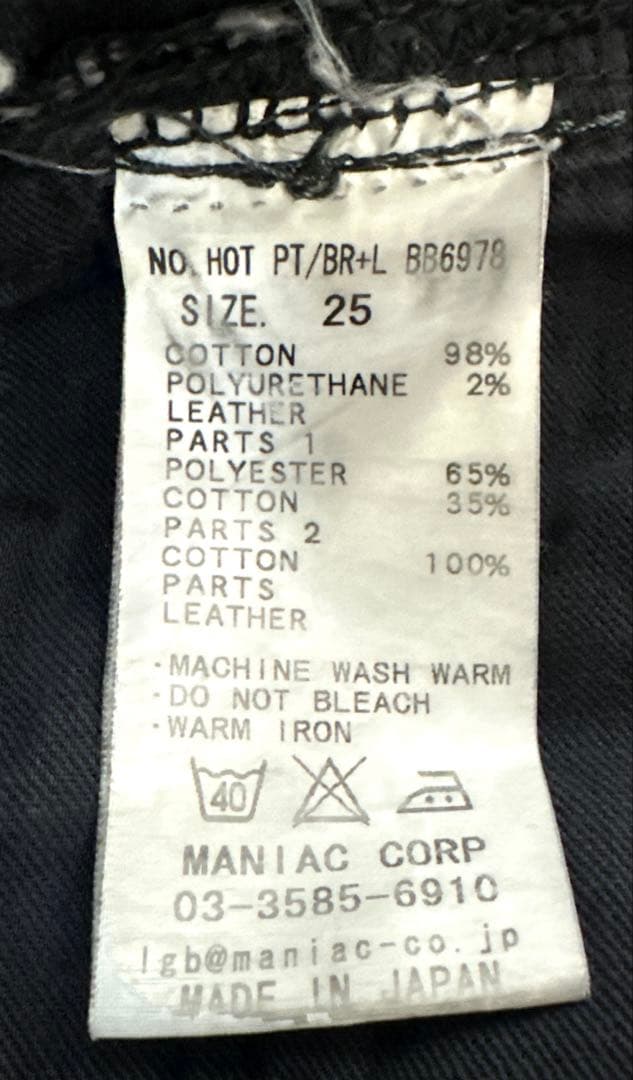 NO. HOT PT/BR+L BB6978
SIZE. 25
COTTON 98%
POLYURETHANE 2%
LEATHER
PARTS 1
POLYESTER 65%
COTTON 35%
PARTS 2
COTTON 100%
PARTS
LEATHER
·MACHINE WASH WARM
·DO NOT BLEACH
·WARM IRON
40
MANIAC CORP
03-3585-6910
lgb@maniac-co.jp
MADE IN JAPAN